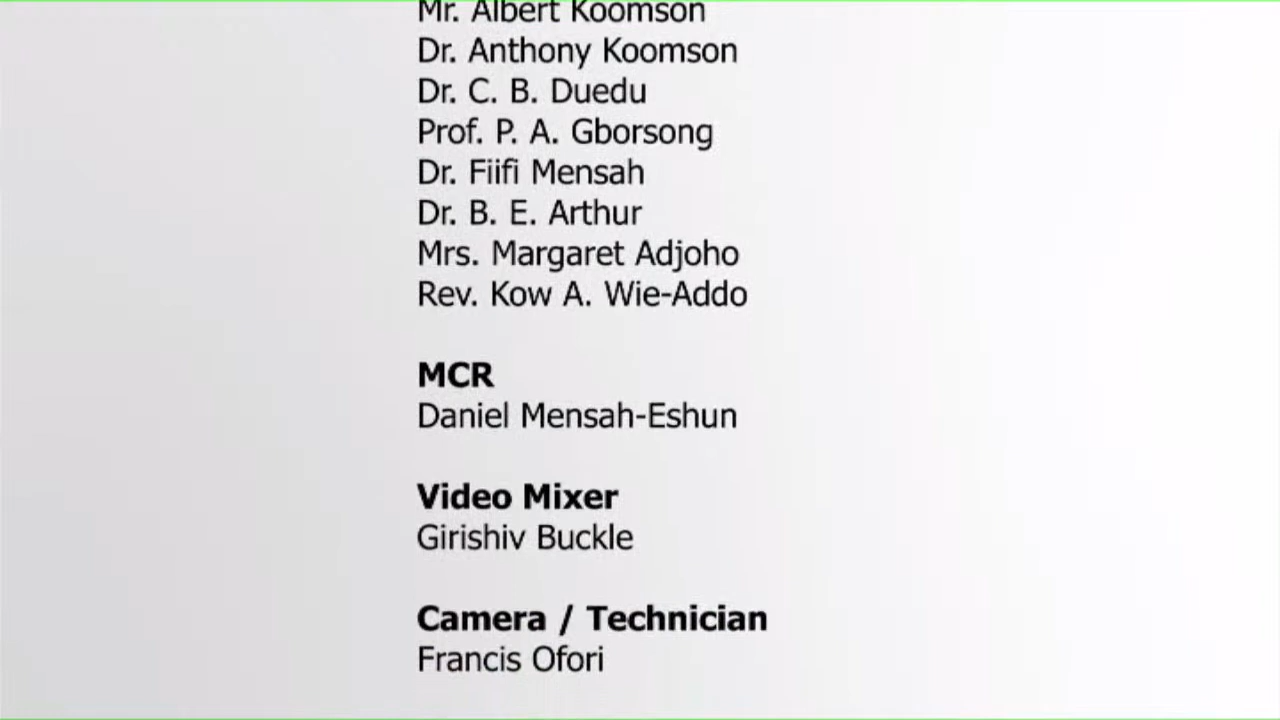 Mr. Albert Koomson
Dr. Anthony Koomson
Dr. C. B. Duedu
Prof. P. A. Gborsong
Dr. Fiifi Mensah
Dr. B. E. Arthur
Mrs. Margaret Adjoho
Rev. Kow A. Wie-Addo
MCR
Daniel Mensah-Eshun
Video Mixer
Girishiv Buckle
Camera / Technician
Francis Ofori